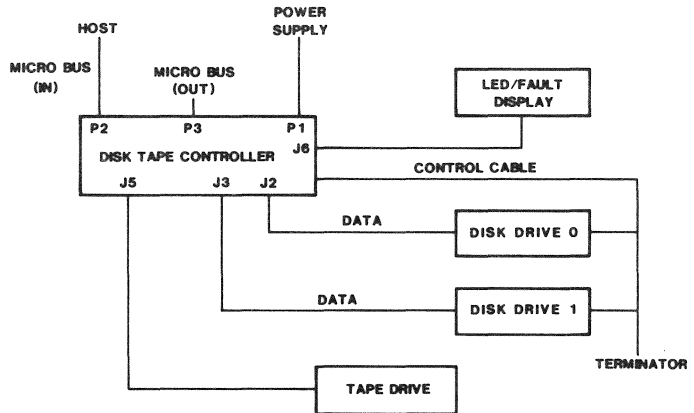 HOST
POWER
SUPPLY
MICRO BUS
(IN)
MICRO BUS
(OUT)
LED/FAULT
DISPLAY
P2
P3
P1
J6
DISK TAPE CONTROLLER
CONTROL CABLE
J5
J3
J2
DATA
DISK DRIVE 0
DATA
DISK DRIVE 1
TERMINATOR
TAPE DRIVE